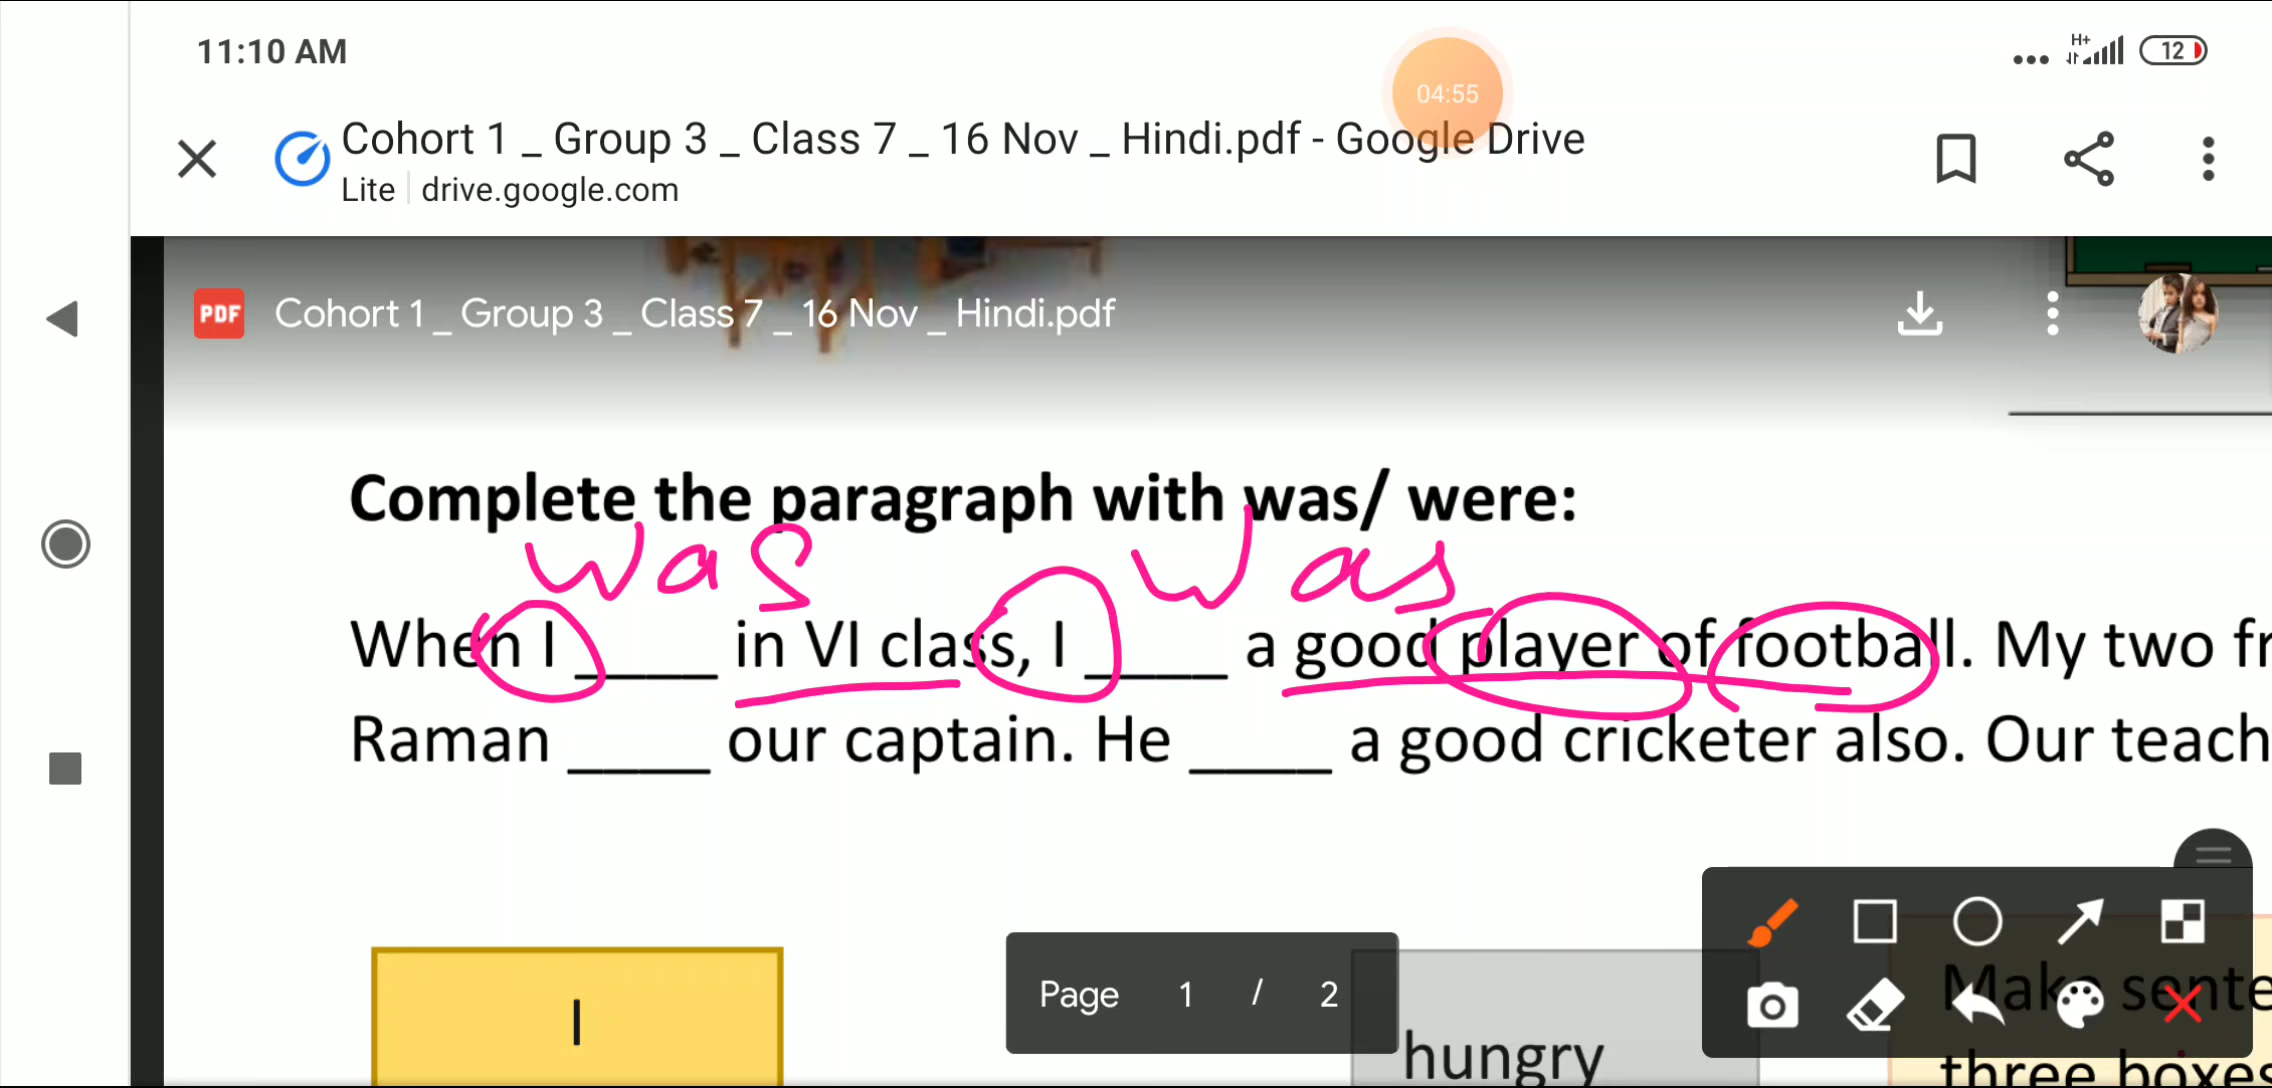 11:10 AM
H+
12
04:55
Cohort 1 _ Group 3 _ Class 7 _ 16 Nov _ Hindi.pdf - Google Drive
Lite drive.google.com
PDF Cohort 1 _ Group 3 _ Class 7 _ 16 Nov _ Hindi.pdf
Complete the paragraph with was/ were:
was was
When I ____ in VI class, I ____ a good player of football. My two fr
Raman ____ our captain. He ____ a good cricketer also. Our teach
I
Page 1 / 2
hungry
Make sente
three boxes